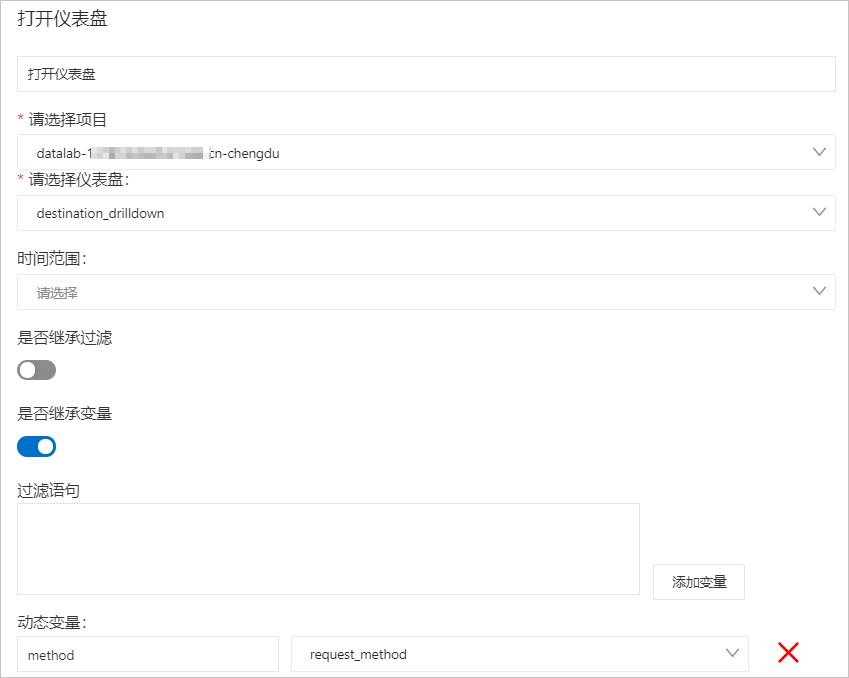 打开仪表盘
打开仪表盘
* 请选择项目
datalab-1 cn-chengdu
* 请选择仪表盘:
destination_drilldown
时间范围:
请选择
是否继承过滤
是否继承变量
过滤语句
添加变量
动态变量:
method request_method